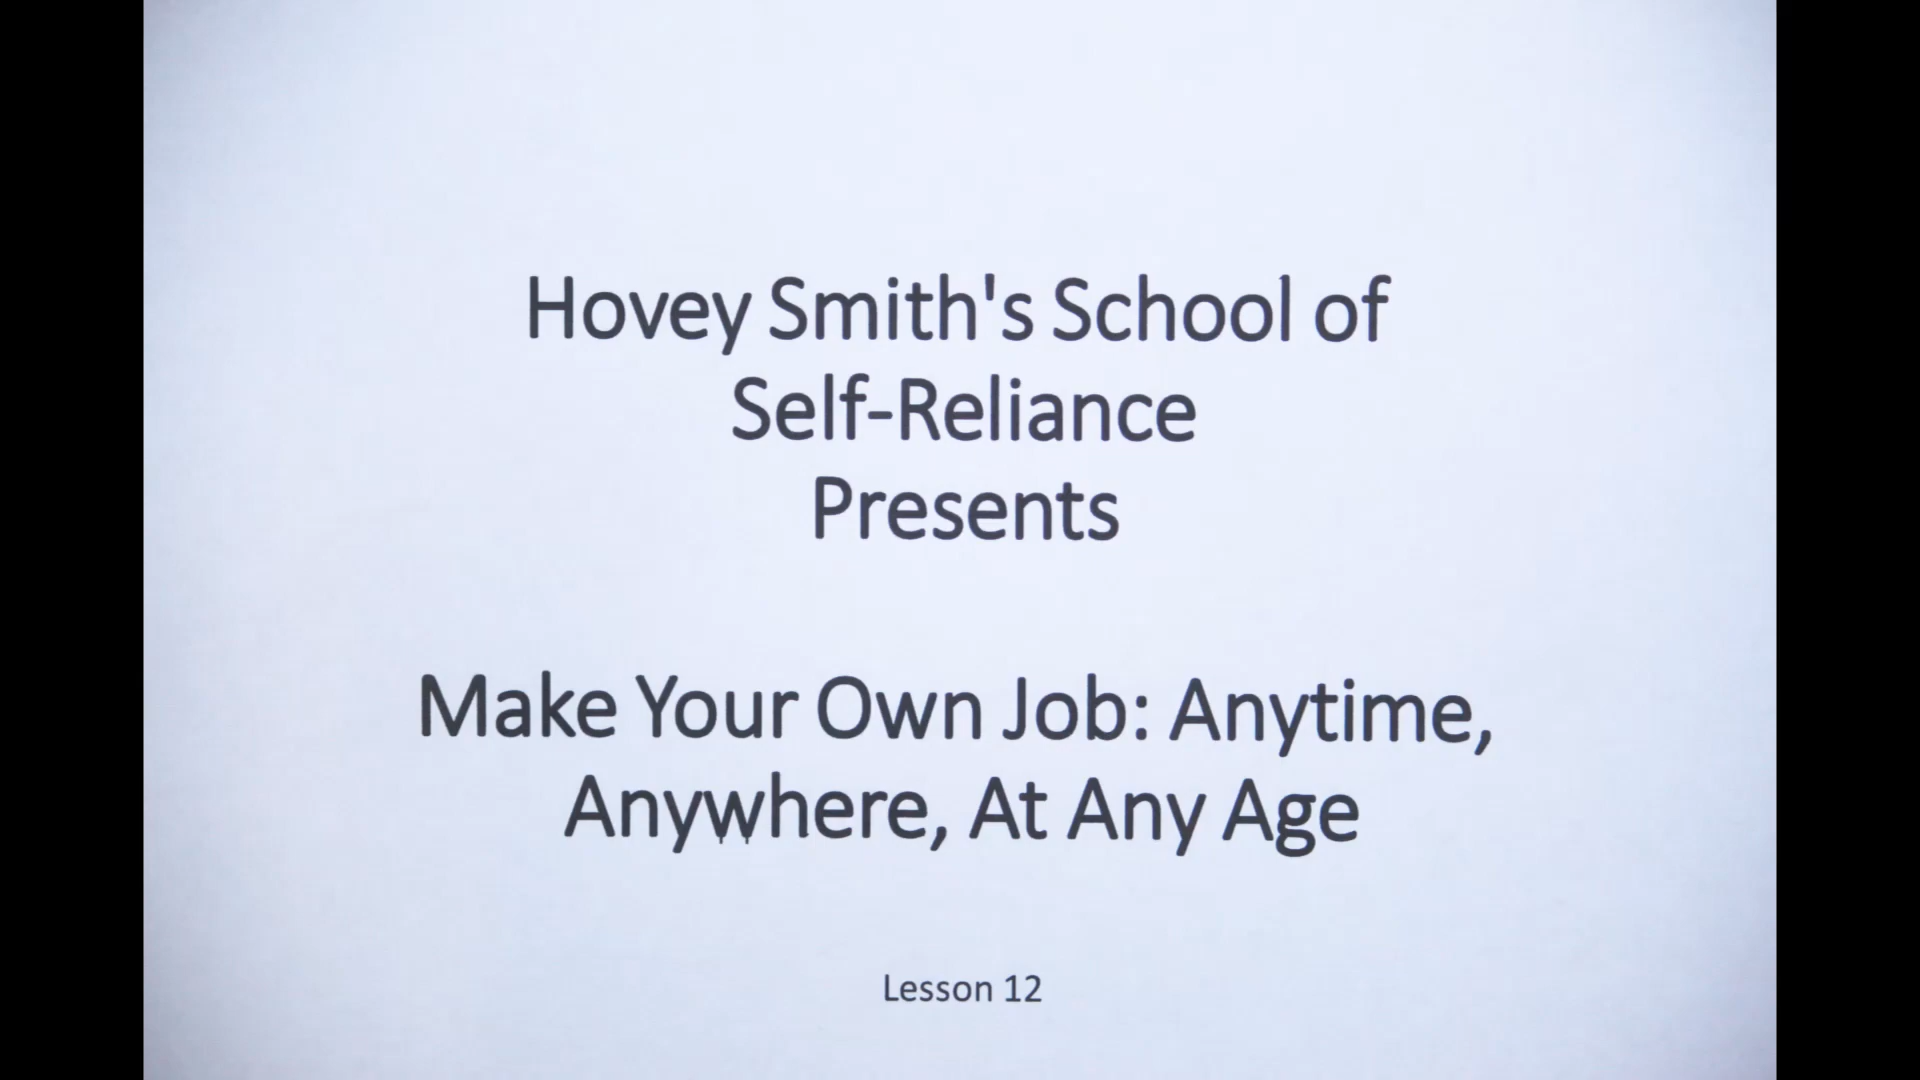 Hovey Smith's School of
Self-Reliance
Presents
Make Your Own Job: Anytime,
Anywhere, At Any Age
Lesson 12